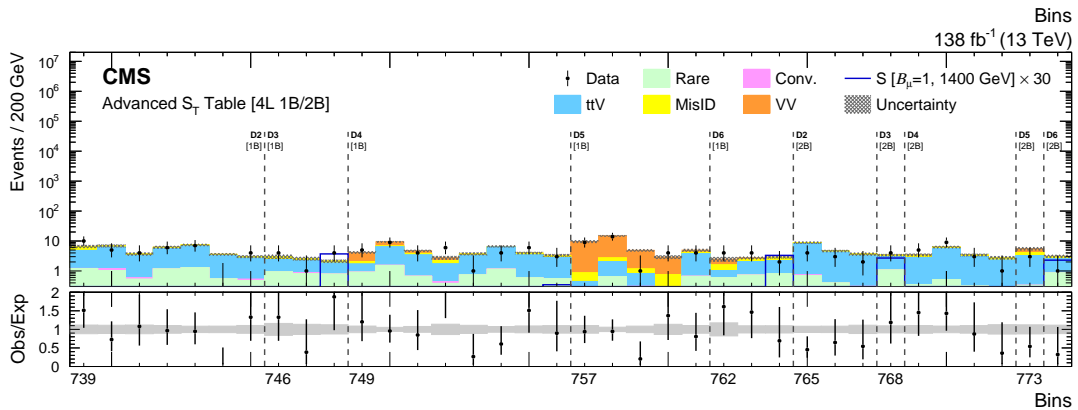 Bins
138 fb⁻¹ (13 TeV)
CMS
Advanced S_T Table [4L 1B/2B]
Data
Rare
Conv.
S [ℬ_μ=1, 1400 GeV] × 30
ttV
MisID
VV
Uncertainty
Events / 200 GeV
10⁷
10⁶
10⁵
10⁴
10³
10²
10
1
D2 [1B]
D3 [1B]
D4 [1B]
D5 [1B]
D6 [1B]
D2 [2B]
D3 [2B]
D4 [2B]
D5 [2B]
D6 [2B]
Obs/Exp
2
1.5
1
0.5
0
739 746 749 757 762 765 768 773
Bins